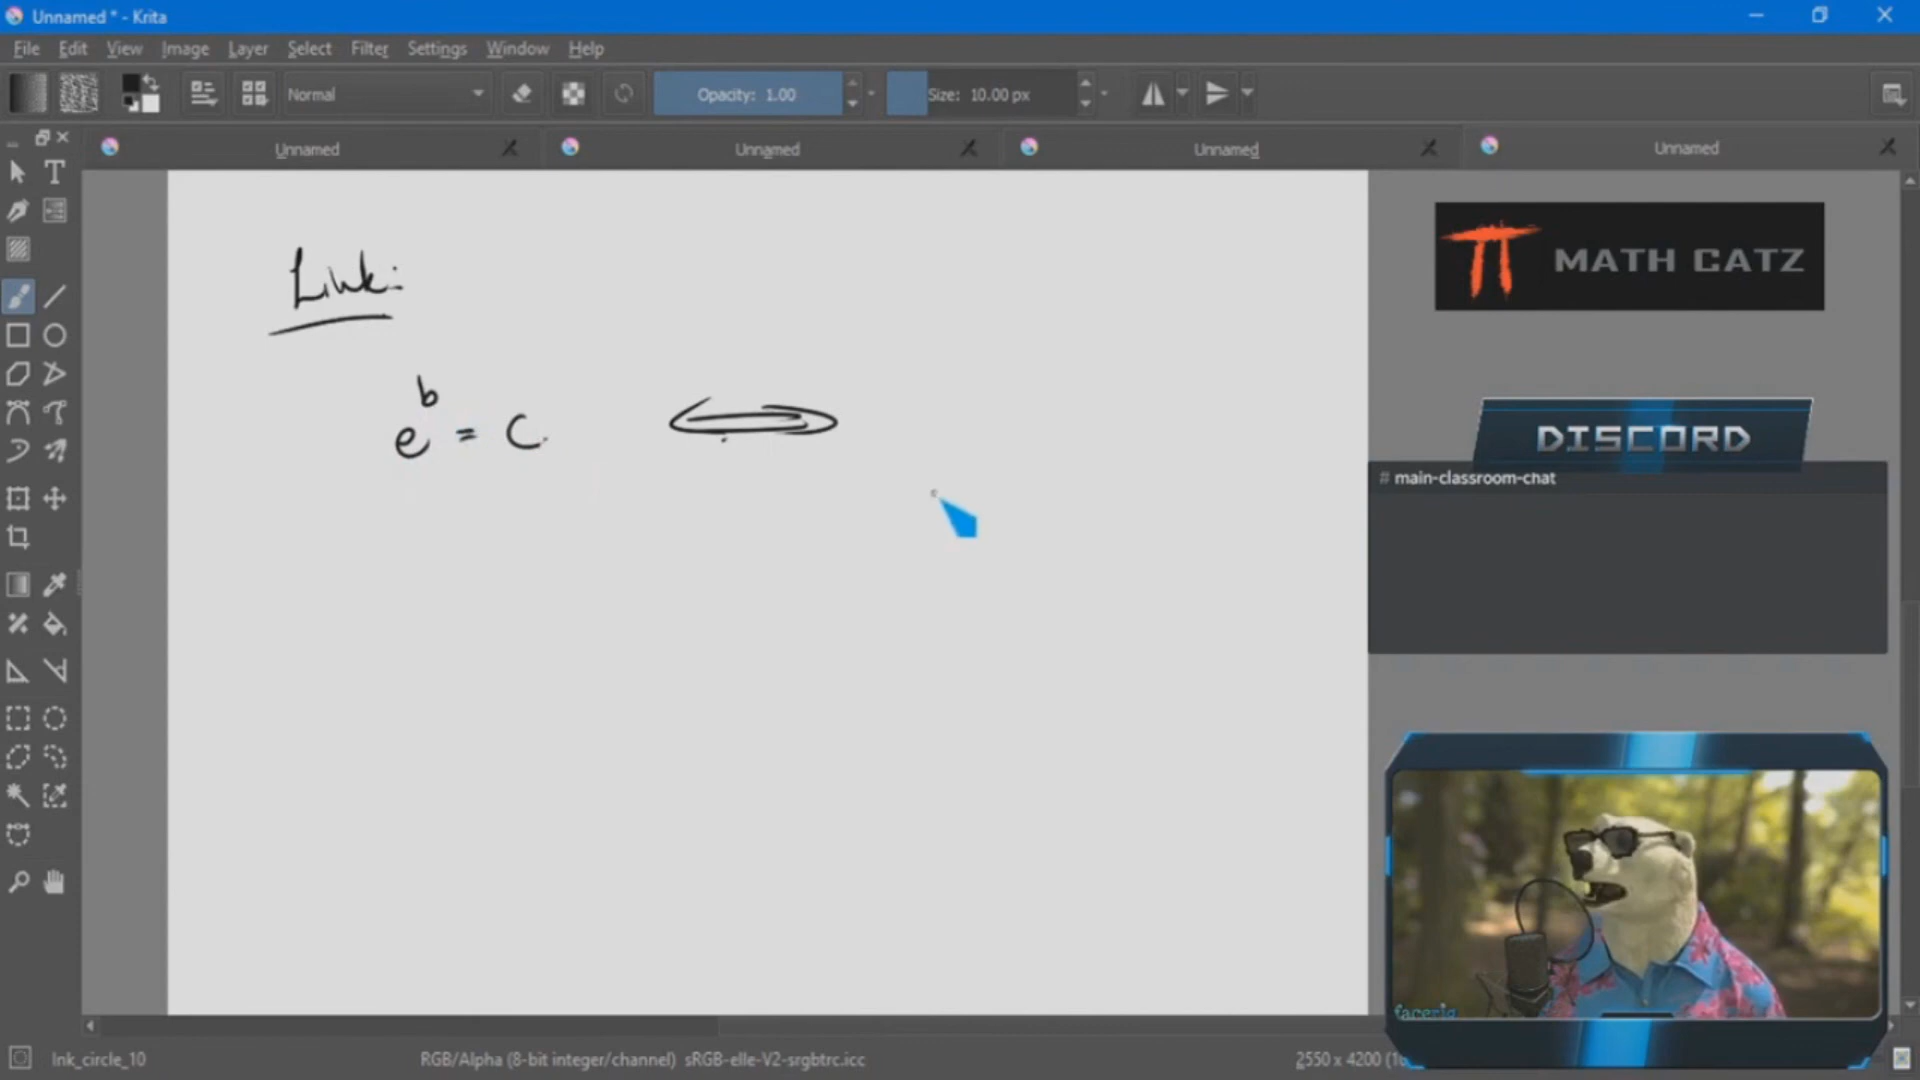 Unnamed * - Krita
File Edit View Image Layer Select Filter Settings Window Help
Normal Opacity: 1.00 Size: 10.00 px
Unnamed Unnamed Unnamed Unnamed
Link:
e^b = c.
π MATH CATZ
DISCORD
# main-classroom-chat
facerig
Ink_circle_10 RGB/Alpha (8-bit integer/channel) sRGB-elle-V2-srgbtrc.icc 2550 x 4200